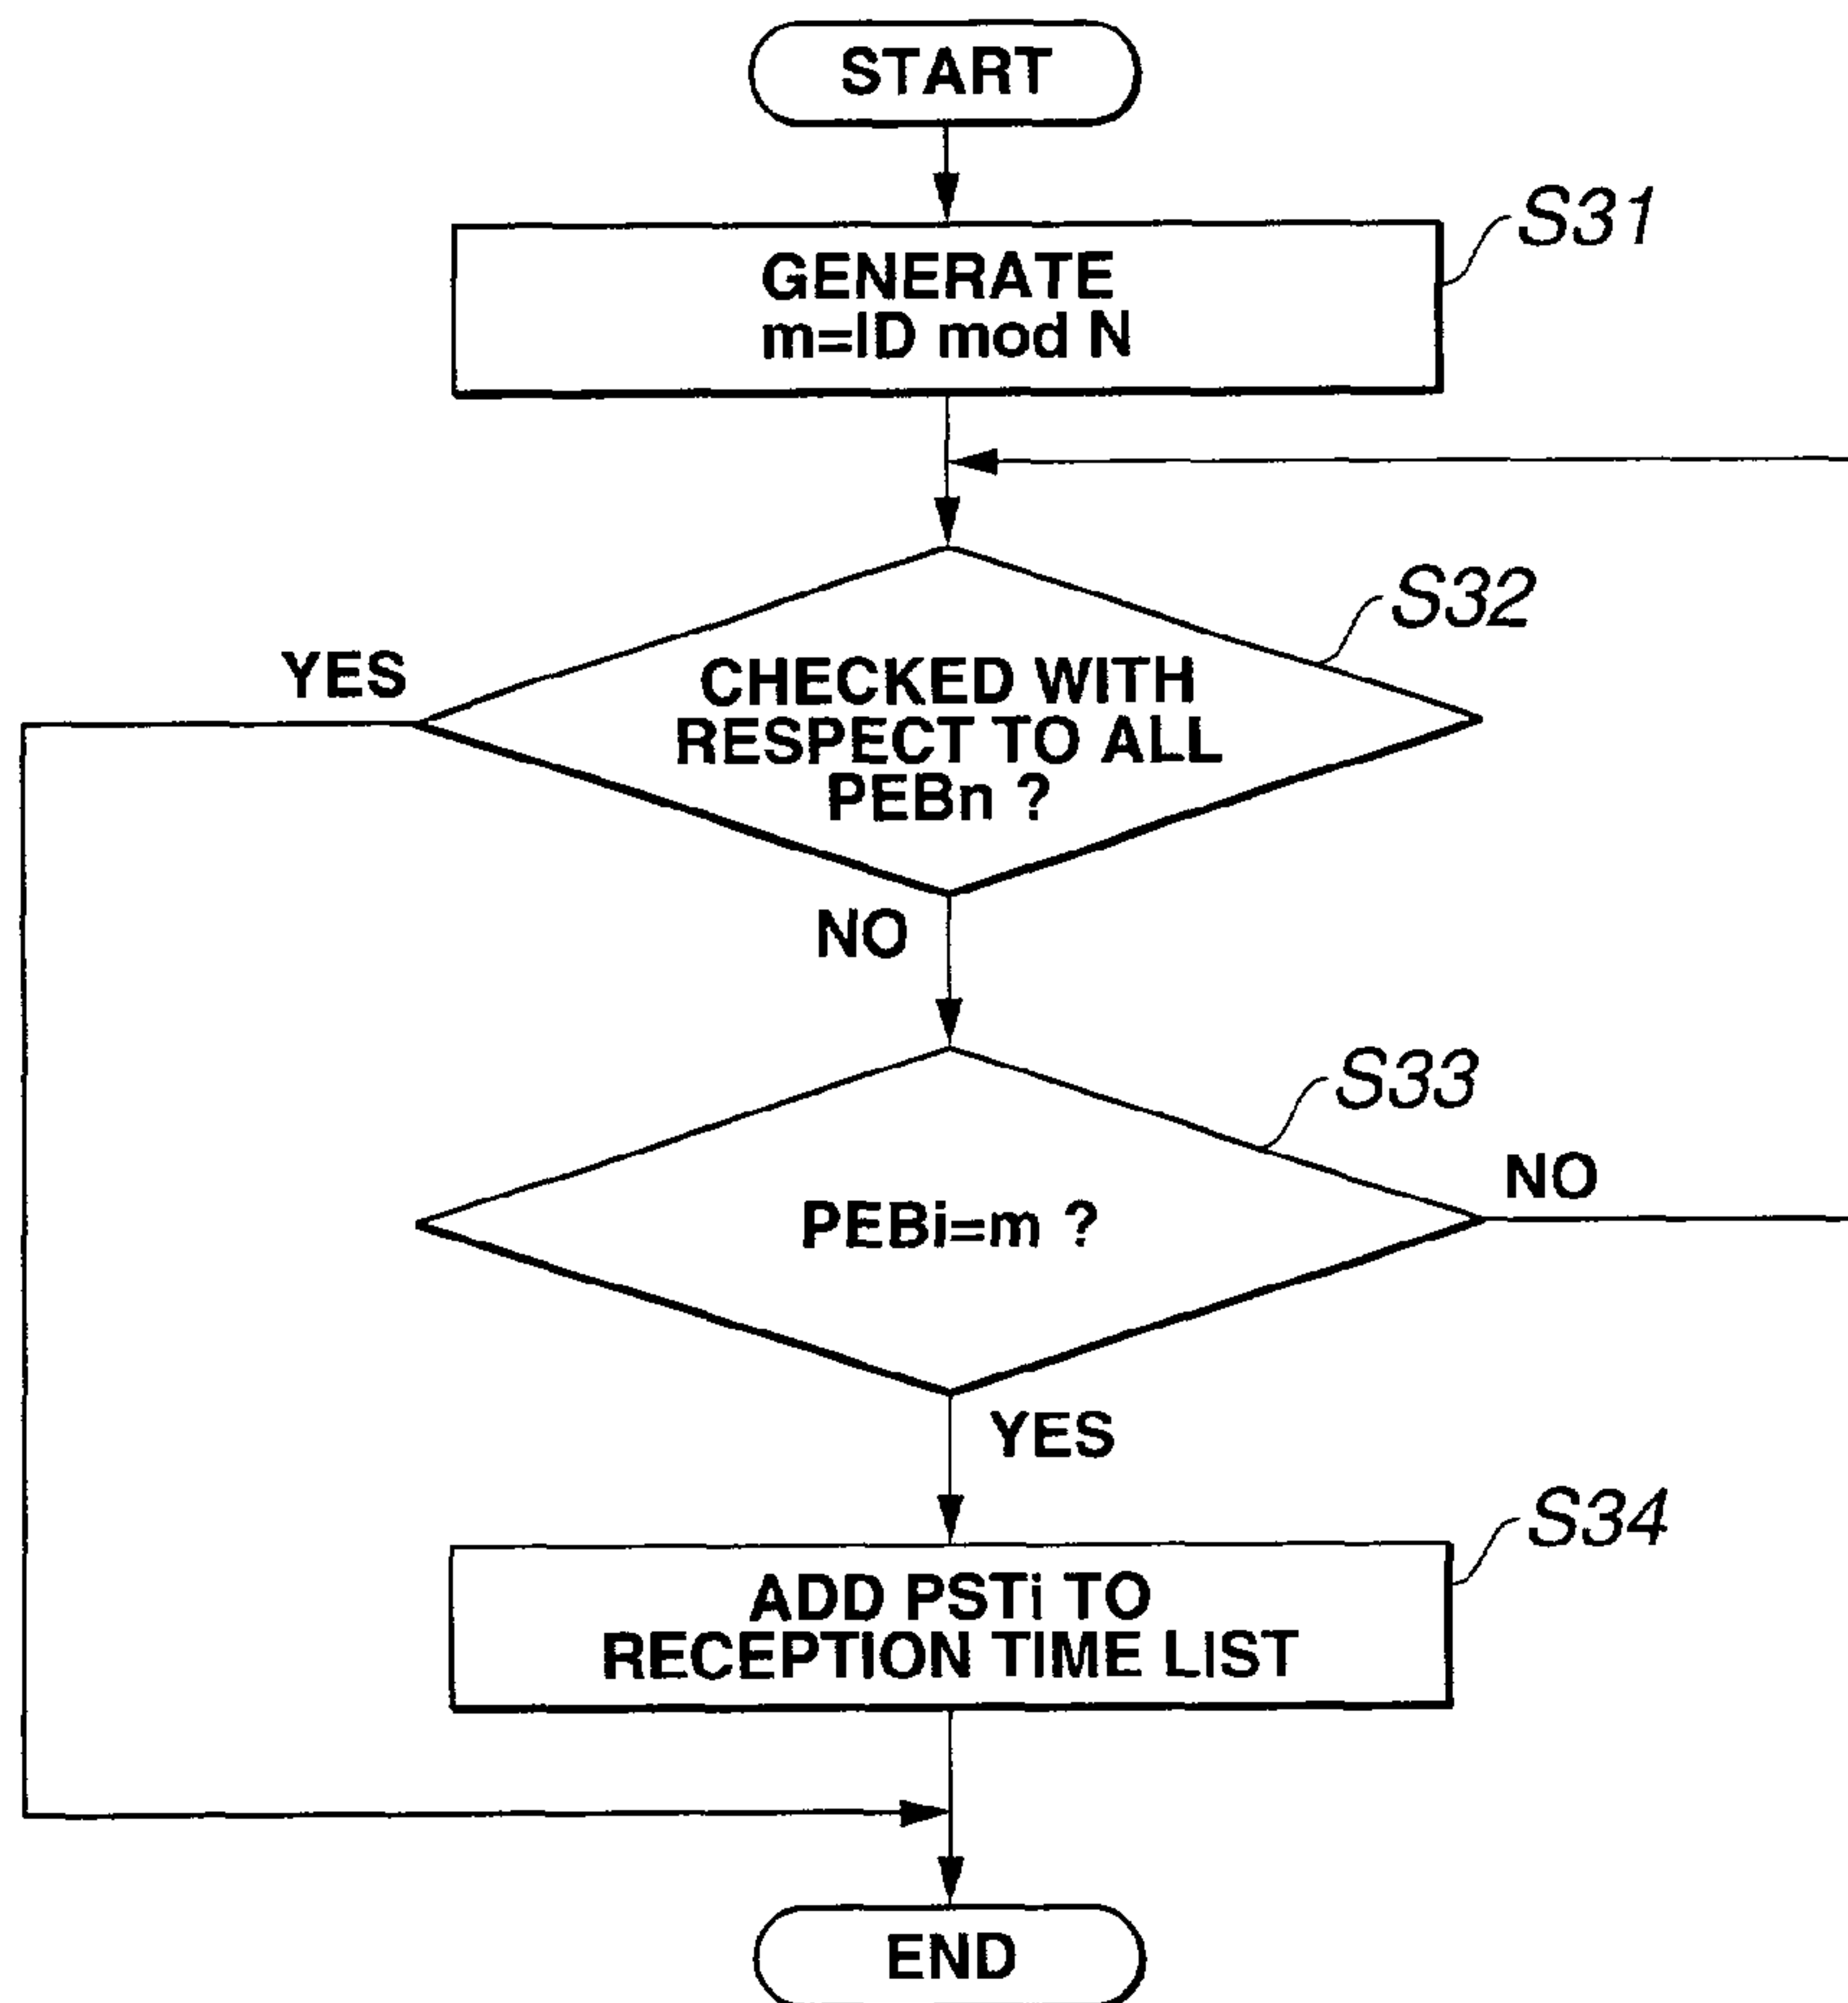 START
S31
GENERATE
m=ID mod N
S32
YES
CHECKED WITH
RESPECT TO ALL
PEBn ?
NO
S33
NO
PEBi=m ?
YES
S34
ADD PSTi TO
RECEPTION TIME LIST
END